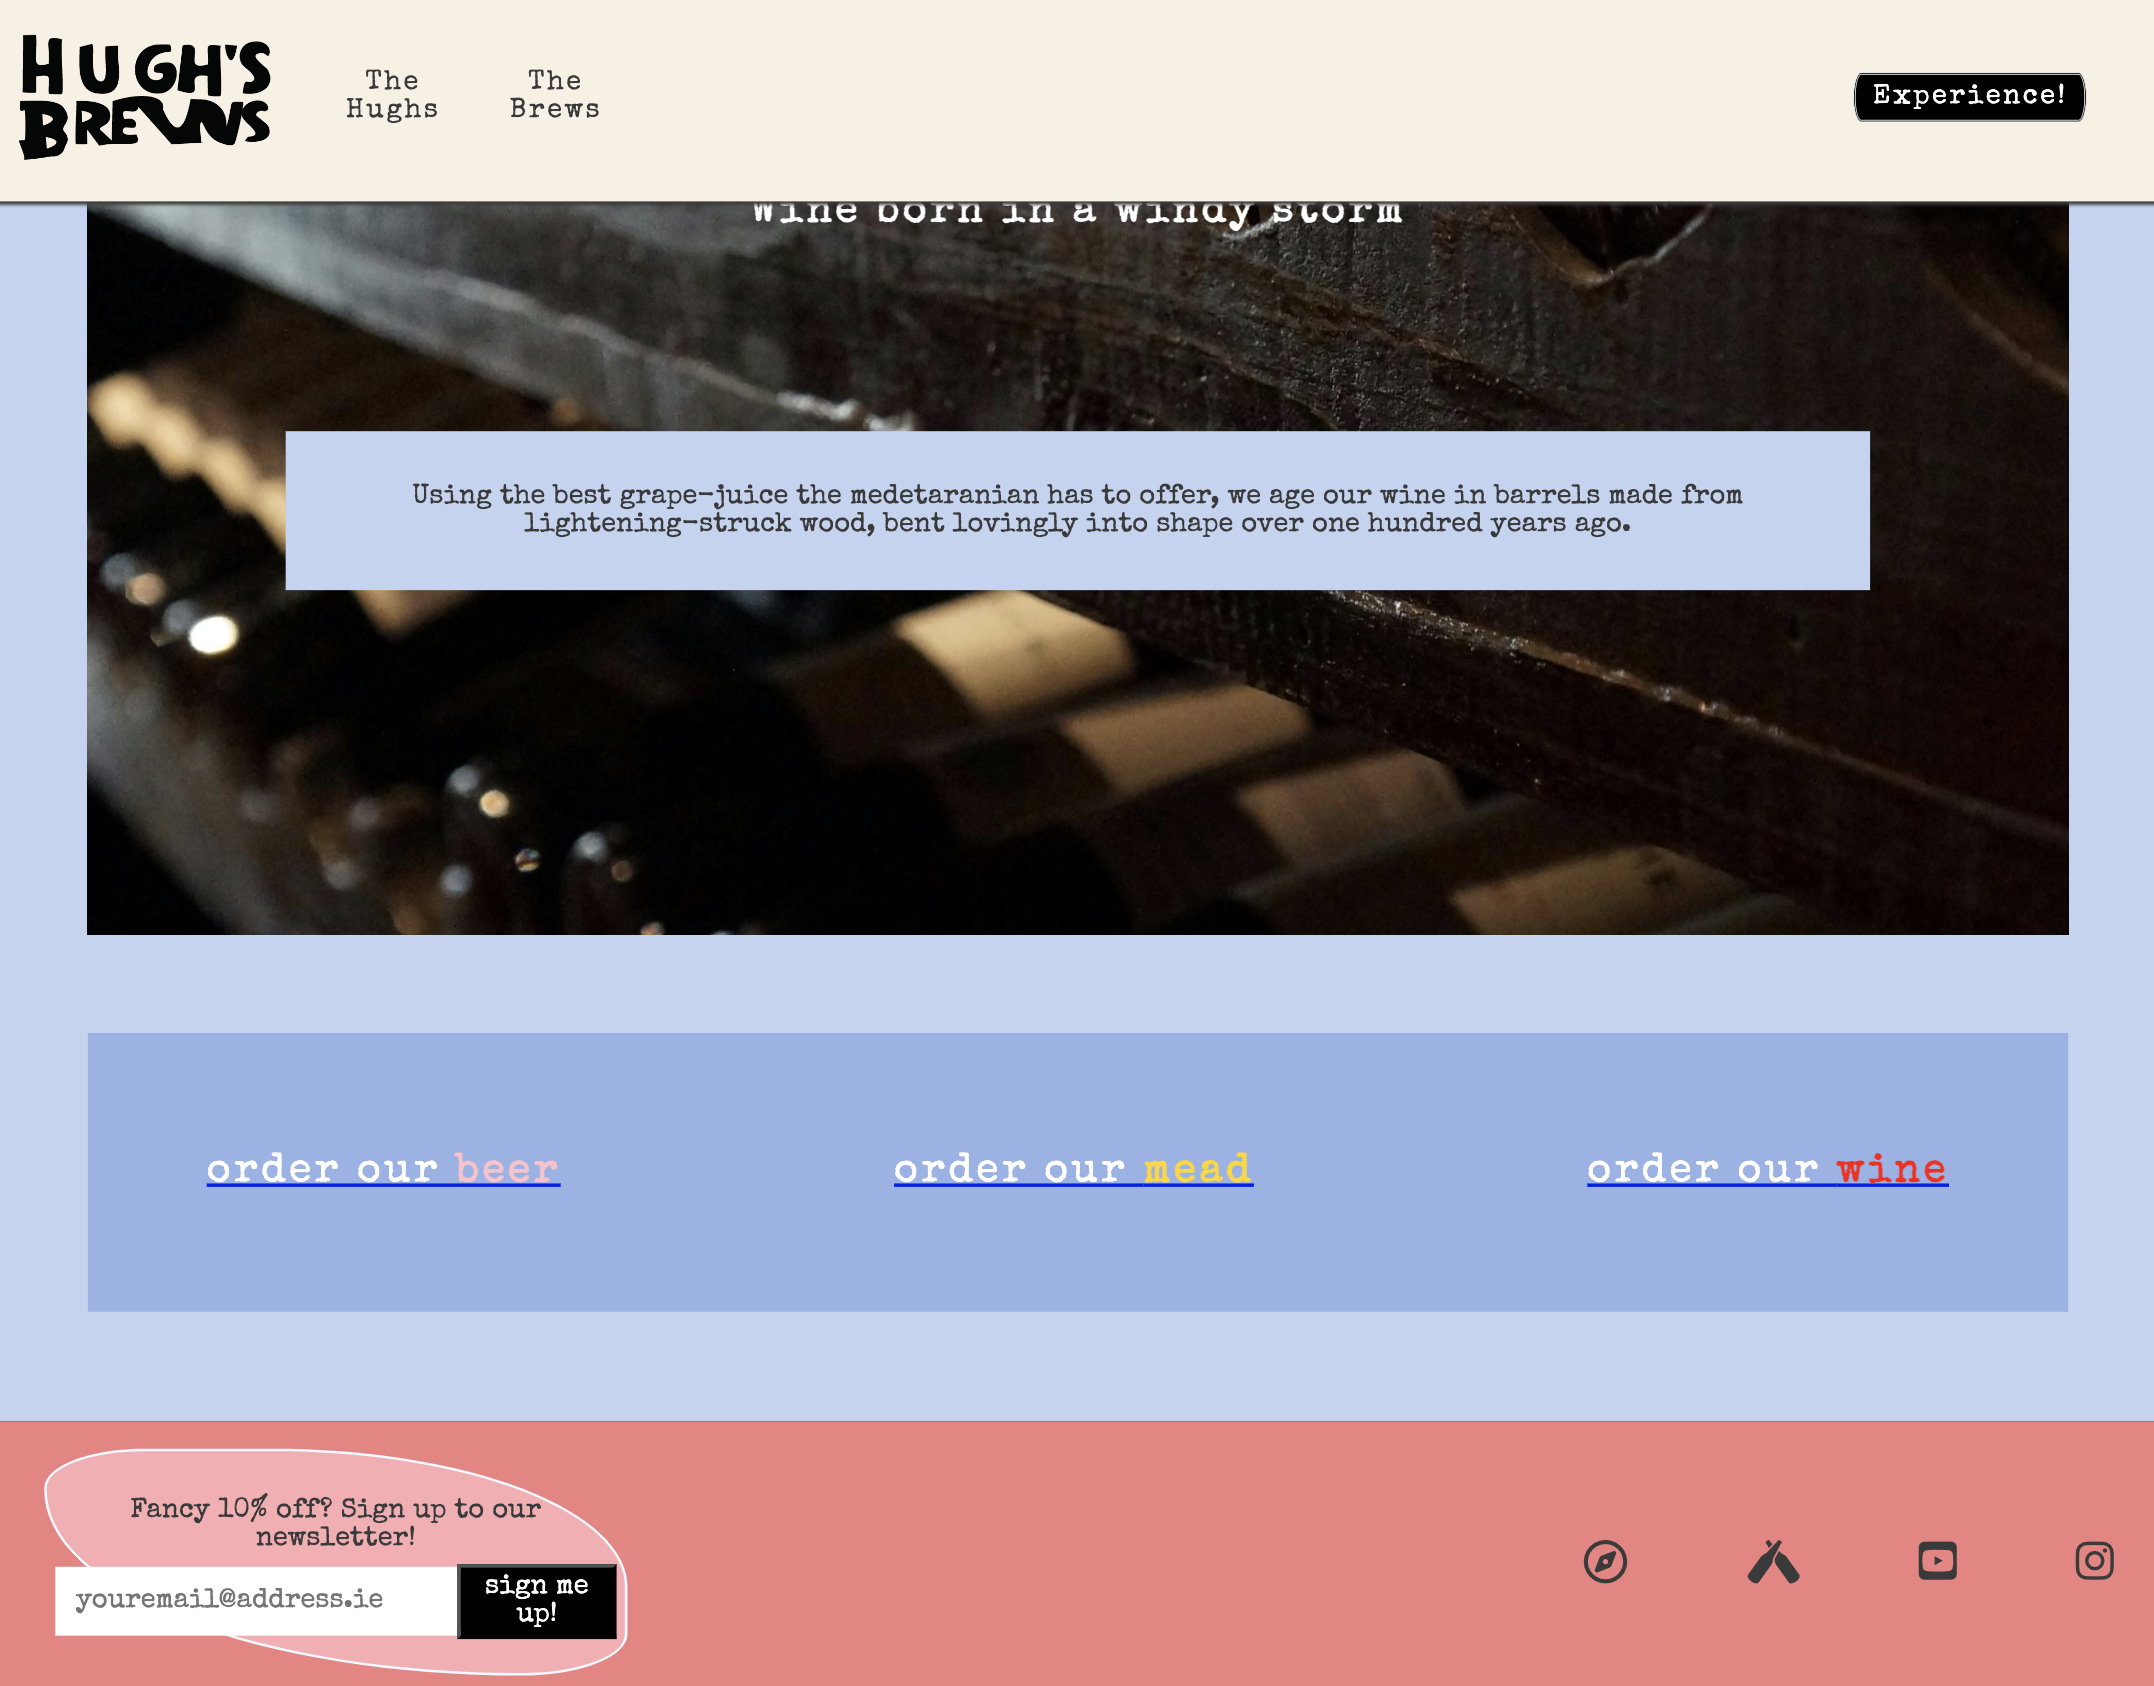 HUGH'S
BREWS
The
Hughs
The
Brews
Experience!
Wine born in a windy storm
Using the best grape-juice the medetaranian has to offer, we age our wine in barrels made from
lightening-struck wood, bent lovingly into shape over one hundred years ago.
order our beer
order our mead
order our wine
Fancy 10% off? Sign up to our
newsletter!
youremail@address.ie
sign me
up!